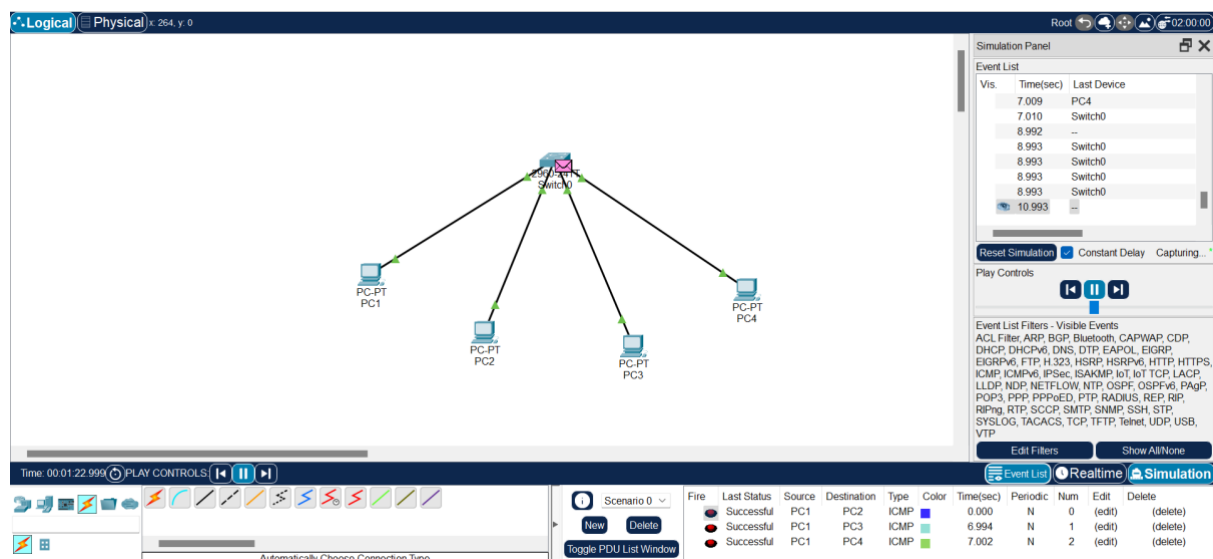 Logical Physical x: 264, y: 0 Root 02:00:00
2960-24TT
Switch0
PC-PT
PC1
PC-PT
PC2
PC-PT
PC3
PC-PT
PC4
Simulation Panel
Event List
Vis. Time(sec) Last Device
7.009 PC4
7.010 Switch0
8.992 --
8.993 Switch0
8.993 Switch0
8.993 Switch0
8.993 Switch0
10.993 --
Reset Simulation Constant Delay Capturing...
Play Controls
Event List Filters - Visible Events
ACL Filter, ARP, BGP, Bluetooth, CAPWAP, CDP,
DHCP, DHCPv6, DNS, DTP, EAPOL, EIGRP,
EIGRPv6, FTP, H.323, HSRP, HSRPv6, HTTP, HTTPS,
ICMP, ICMPv6, IPSec, ISAKMP, IoT, IoT TCP, LACP,
LLDP, NDP, NETFLOW, NTP, OSPF, OSPFv6, PAgP,
POP3, PPP, PPPoED, PTP, RADIUS, REP, RIP,
RIPng, RTP, SCCP, SMTP, SNMP, SSH, STP,
SYSLOG, TACACS, TCP, TFTP, Telnet, UDP, USB,
VTP
Edit Filters Show All/None
Time: 00:01:22.999 PLAY CONTROLS: Event List Realtime Simulation
Scenario 0
New Delete
Toggle PDU List Window
Fire Last Status Source Destination Type Color Time(sec) Periodic Num Edit Delete
Successful PC1 PC2 ICMP 0.000 N 0 (edit) (delete)
Successful PC1 PC3 ICMP 6.994 N 1 (edit) (delete)
Successful PC1 PC4 ICMP 7.002 N 2 (edit) (delete)
Automatically Choose Connection Type